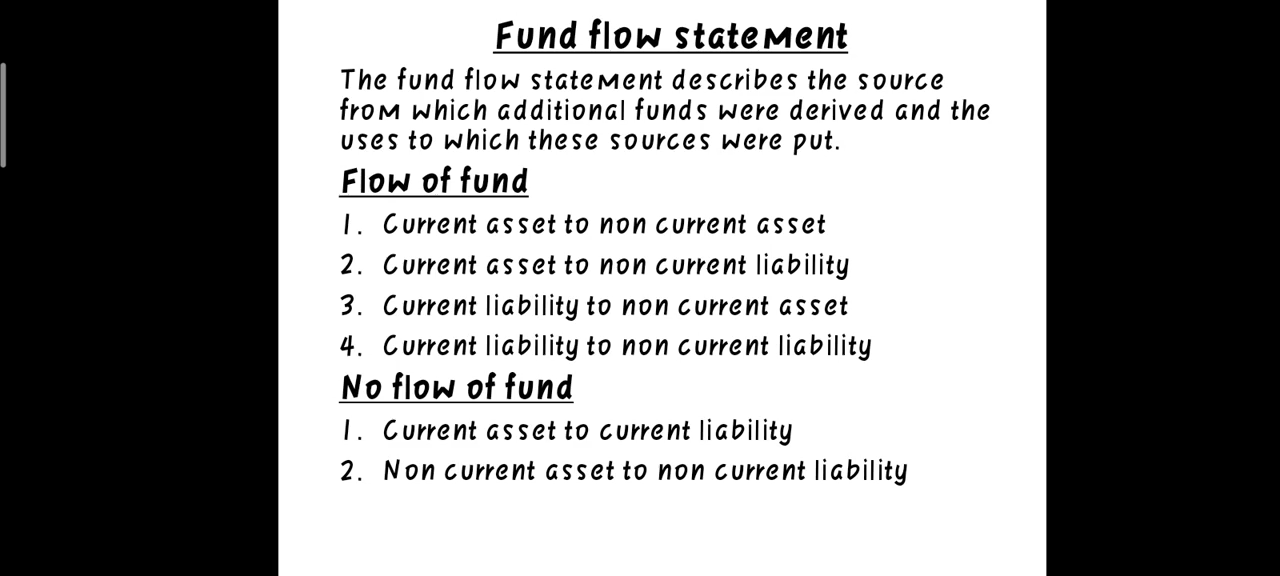 Fund flow statement
The fund flow statement describes the source
from which additional funds were derived and the
uses to which these sources were put.
Flow of fund
1. Current asset to non current asset
2. Current asset to non current liability
3. Current liability to non current asset
4. Current liability to non current liability
No flow of fund
1. Current asset to current liability
2. Non current asset to non current liability